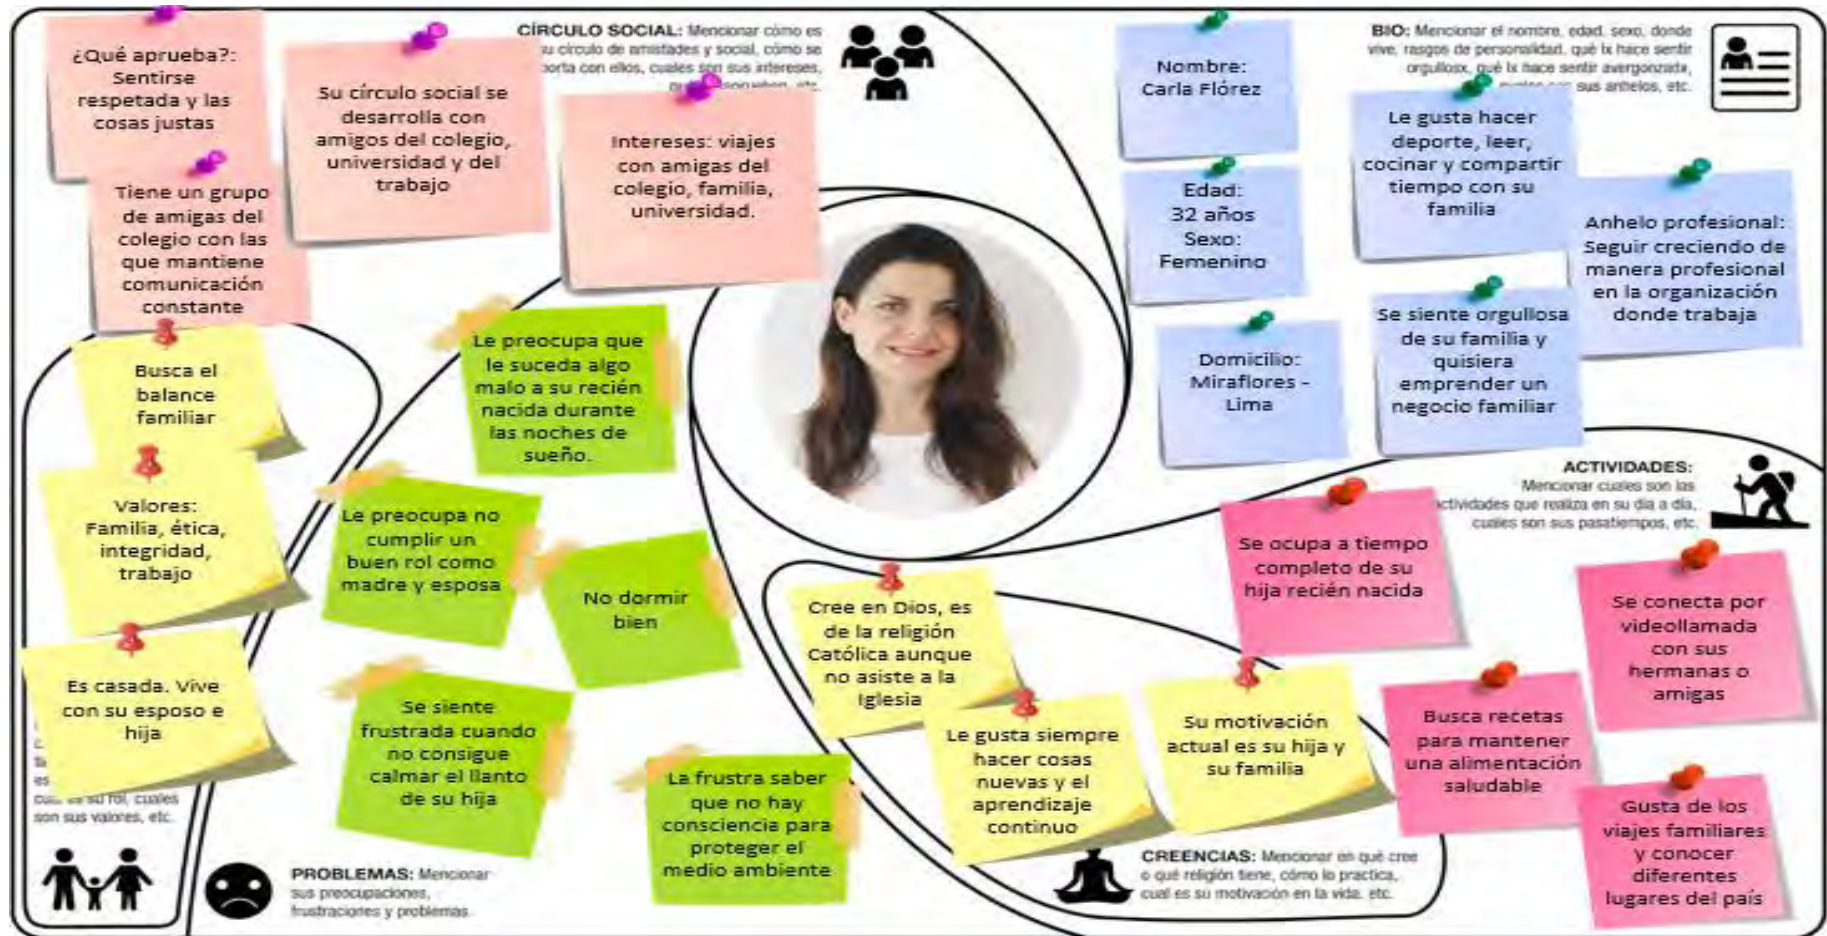 ¿Qué aprueba?:
Sentirse
respetada y las
cosas justas
Su círculo social se
desarrolla con
amigos del colegio,
universidad y del
trabajo
Intereses: viajes
con amigas del
colegio, familia,
universidad.
Tiene un grupo
de amigas del
colegio con las
que mantiene
comunicación
constante
CÍRCULO SOCIAL: Mencionar cómo es
su círculo de amistades y social, cómo se
porta con ellos, cuales son sus intereses,
etc.
BIO: Mencionar el nombre, edad, sexo, donde
vive, rasgos de personalidad, qué lx hace sentir
orgullosx, qué lx hace sentir avergonzadx,
sus anhelos, etc.
Nombre:
Carla Flórez
Edad:
32 años
Sexo:
Femenino
Domicilio:
Miraflores -
Lima
Le gusta hacer
deporte, leer,
cocinar y compartir
tiempo con su
familia
Anhelo profesional:
Seguir creciendo de
manera profesional
en la organización
donde trabaja
Se siente orgullosa
de su familia y
quisiera
emprender un
negocio familiar
Busca el
balance
familiar
Valores:
Familia, ética,
integridad,
trabajo
Es casada. Vive
con su esposo e
hija
es
cuál es su rol, cuales
son sus valores, etc.
Le preocupa que
le suceda algo
malo a su recién
nacida durante
las noches de
sueño.
Le preocupa no
cumplir un
buen rol como
madre y esposa
No dormir
bien
Se siente
frustrada cuando
no consigue
calmar el llanto
de su hija
La frustra saber
que no hay
consciencia para
proteger el
medio ambiente
PROBLEMAS: Mencionar
sus preocupaciones,
frustraciones y problemas.
Cree en Dios, es
de la religión
Católica aunque
no asiste a la
Iglesia
Le gusta siempre
hacer cosas
nuevas y el
aprendizaje
continuo
Su motivación
actual es su hija y
su familia
CREENCIAS: Mencionar en qué cree
o qué religión tiene, cómo lo practica,
cual es su motivación en la vida, etc.
ACTIVIDADES:
Mencionar cuales son las
actividades que realiza en su día a día,
cuales son sus pasatiempos, etc.
Se ocupa a tiempo
completo de su
hija recién nacida
Se conecta por
videollamada
con sus
hermanas o
amigas
Busca recetas
para mantener
una alimentación
saludable
Gusta de los
viajes familiares
y conocer
diferentes
lugares del país